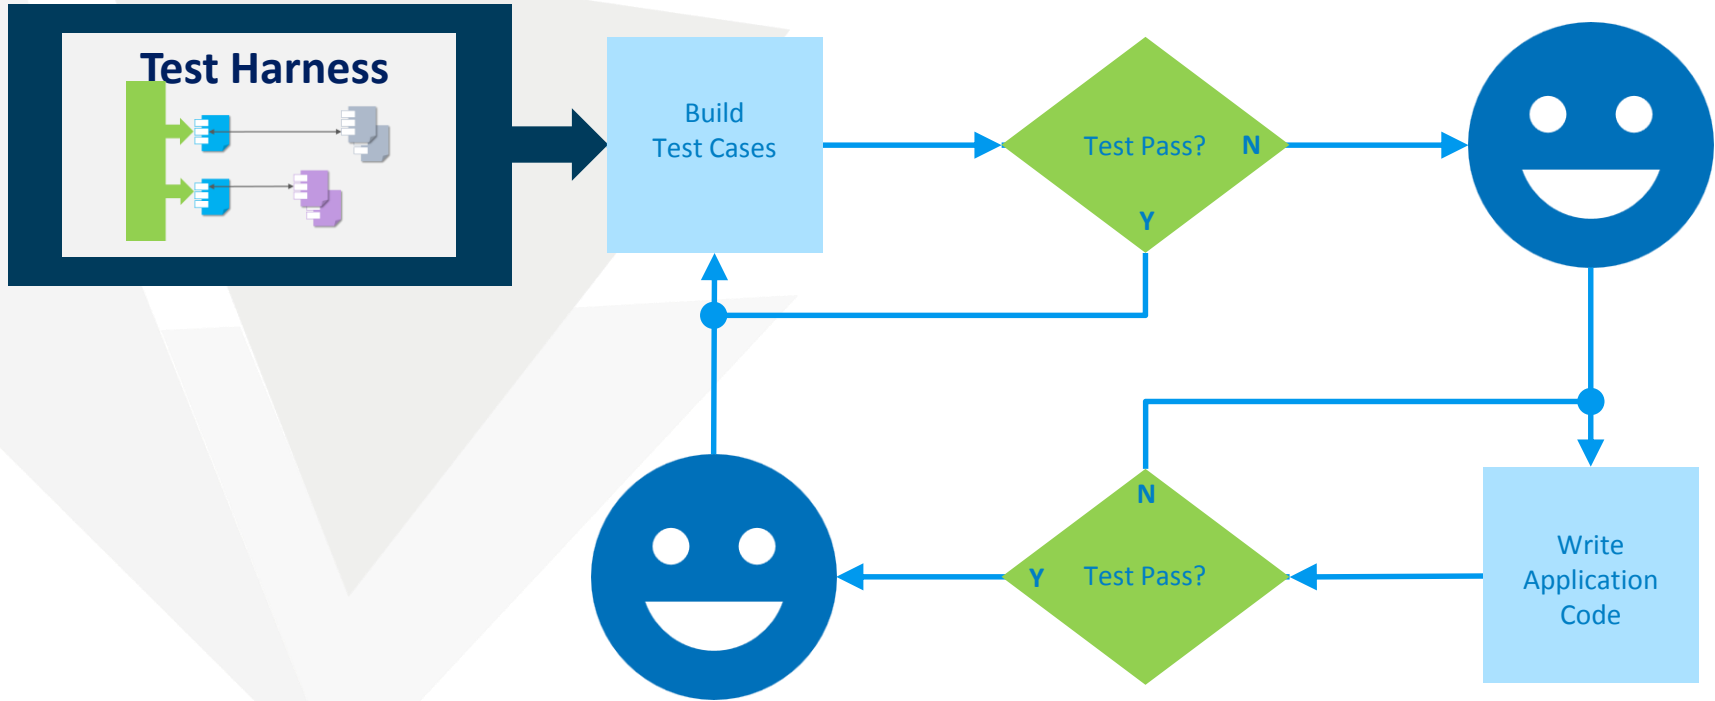 Test Harness
Build
Test Cases
Test Pass?
N
Y
N
Y
Test Pass?
Write
Application
Code